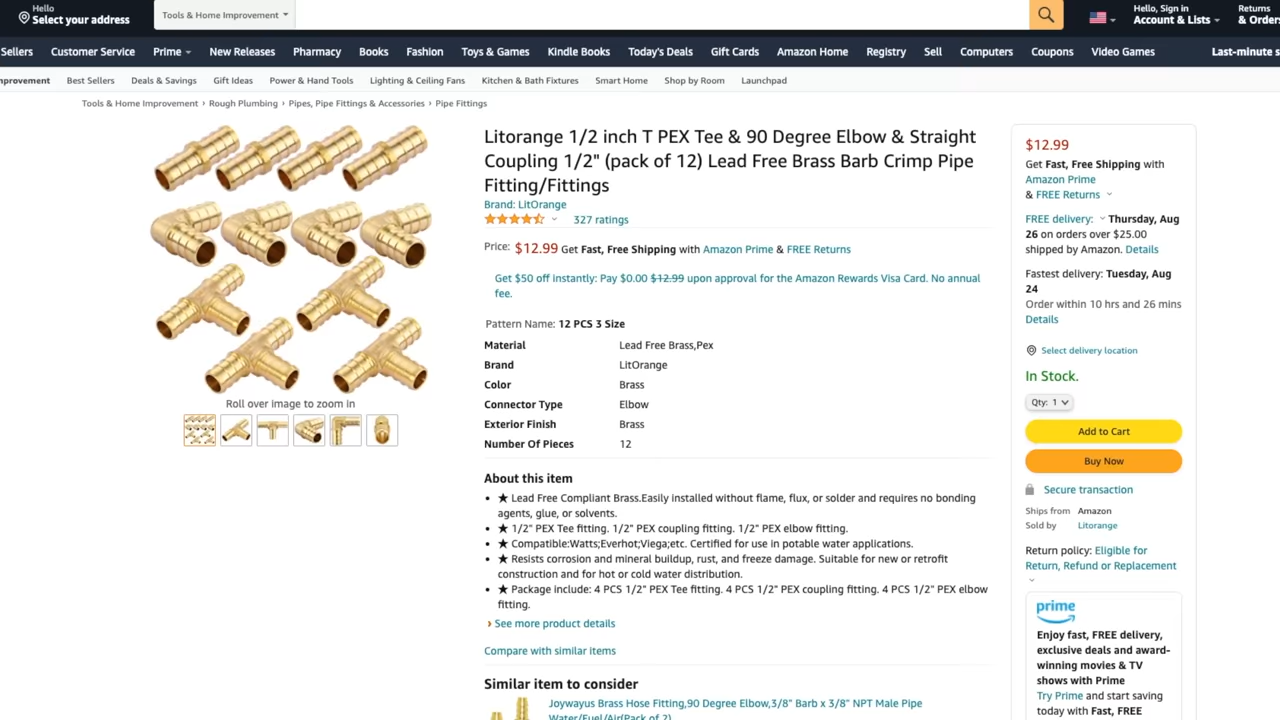 Hello
Select your address
Tools & Home Improvement
Hello, Sign in
Account & Lists
Returns
& Order
Sellers Customer Service Prime New Releases Pharmacy Books Fashion Toys & Games Kindle Books Today's Deals Gift Cards Amazon Home Registry Sell Computers Coupons Video Games Last-minute s
nprovement Best Sellers Deals & Savings Gift Ideas Power & Hand Tools Lighting & Ceiling Fans Kitchen & Bath Fixtures Smart Home Shop by Room Launchpad
Tools & Home Improvement › Rough Plumbing › Pipes, Pipe Fittings & Accessories › Pipe Fittings
Roll over image to zoom in
Litorange 1/2 inch T PEX Tee & 90 Degree Elbow & Straight
Coupling 1/2" (pack of 12) Lead Free Brass Barb Crimp Pipe
Fitting/Fittings
Brand: LitOrange
327 ratings
Price: $12.99 Get Fast, Free Shipping with Amazon Prime & FREE Returns
Get $50 off instantly: Pay $0.00 $12.99 upon approval for the Amazon Rewards Visa Card. No annual
fee.
Pattern Name: 12 PCS 3 Size
Material Lead Free Brass,Pex
Brand LitOrange
Color Brass
Connector Type Elbow
Exterior Finish Brass
Number Of Pieces 12
About this item
• ★ Lead Free Compliant Brass.Easily installed without flame, flux, or solder and requires no bonding
agents, glue, or solvents.
• ★ 1/2" PEX Tee fitting. 1/2" PEX coupling fitting. 1/2" PEX elbow fitting.
• ★ Compatible:Watts;Everhot;Viega;etc. Certified for use in potable water applications.
• ★ Resists corrosion and mineral buildup, rust, and freeze damage. Suitable for new or retrofit
construction and for hot or cold water distribution.
• ★ Package include: 4 PCS 1/2" PEX Tee fitting. 4 PCS 1/2" PEX coupling fitting. 4 PCS 1/2" PEX elbow
fitting.
› See more product details
Compare with similar items
Similar item to consider
Joywayus Brass Hose Fitting,90 Degree Elbow,3/8" Barb x 3/8" NPT Male Pipe
Water/Fuel/Air(Pack of 2)
$12.99
Get Fast, Free Shipping with
Amazon Prime
& FREE Returns
FREE delivery: Thursday, Aug
26 on orders over $25.00
shipped by Amazon. Details
Fastest delivery: Tuesday, Aug
24
Order within 10 hrs and 26 mins
Details
Select delivery location
In Stock.
Qty: 1
Add to Cart
Buy Now
Secure transaction
Ships from Amazon
Sold by Litorange
Return policy: Eligible for
Return, Refund or Replacement
prime
Enjoy fast, FREE delivery,
exclusive deals and award-
winning movies & TV
shows with Prime
Try Prime and start saving
today with Fast, FREE